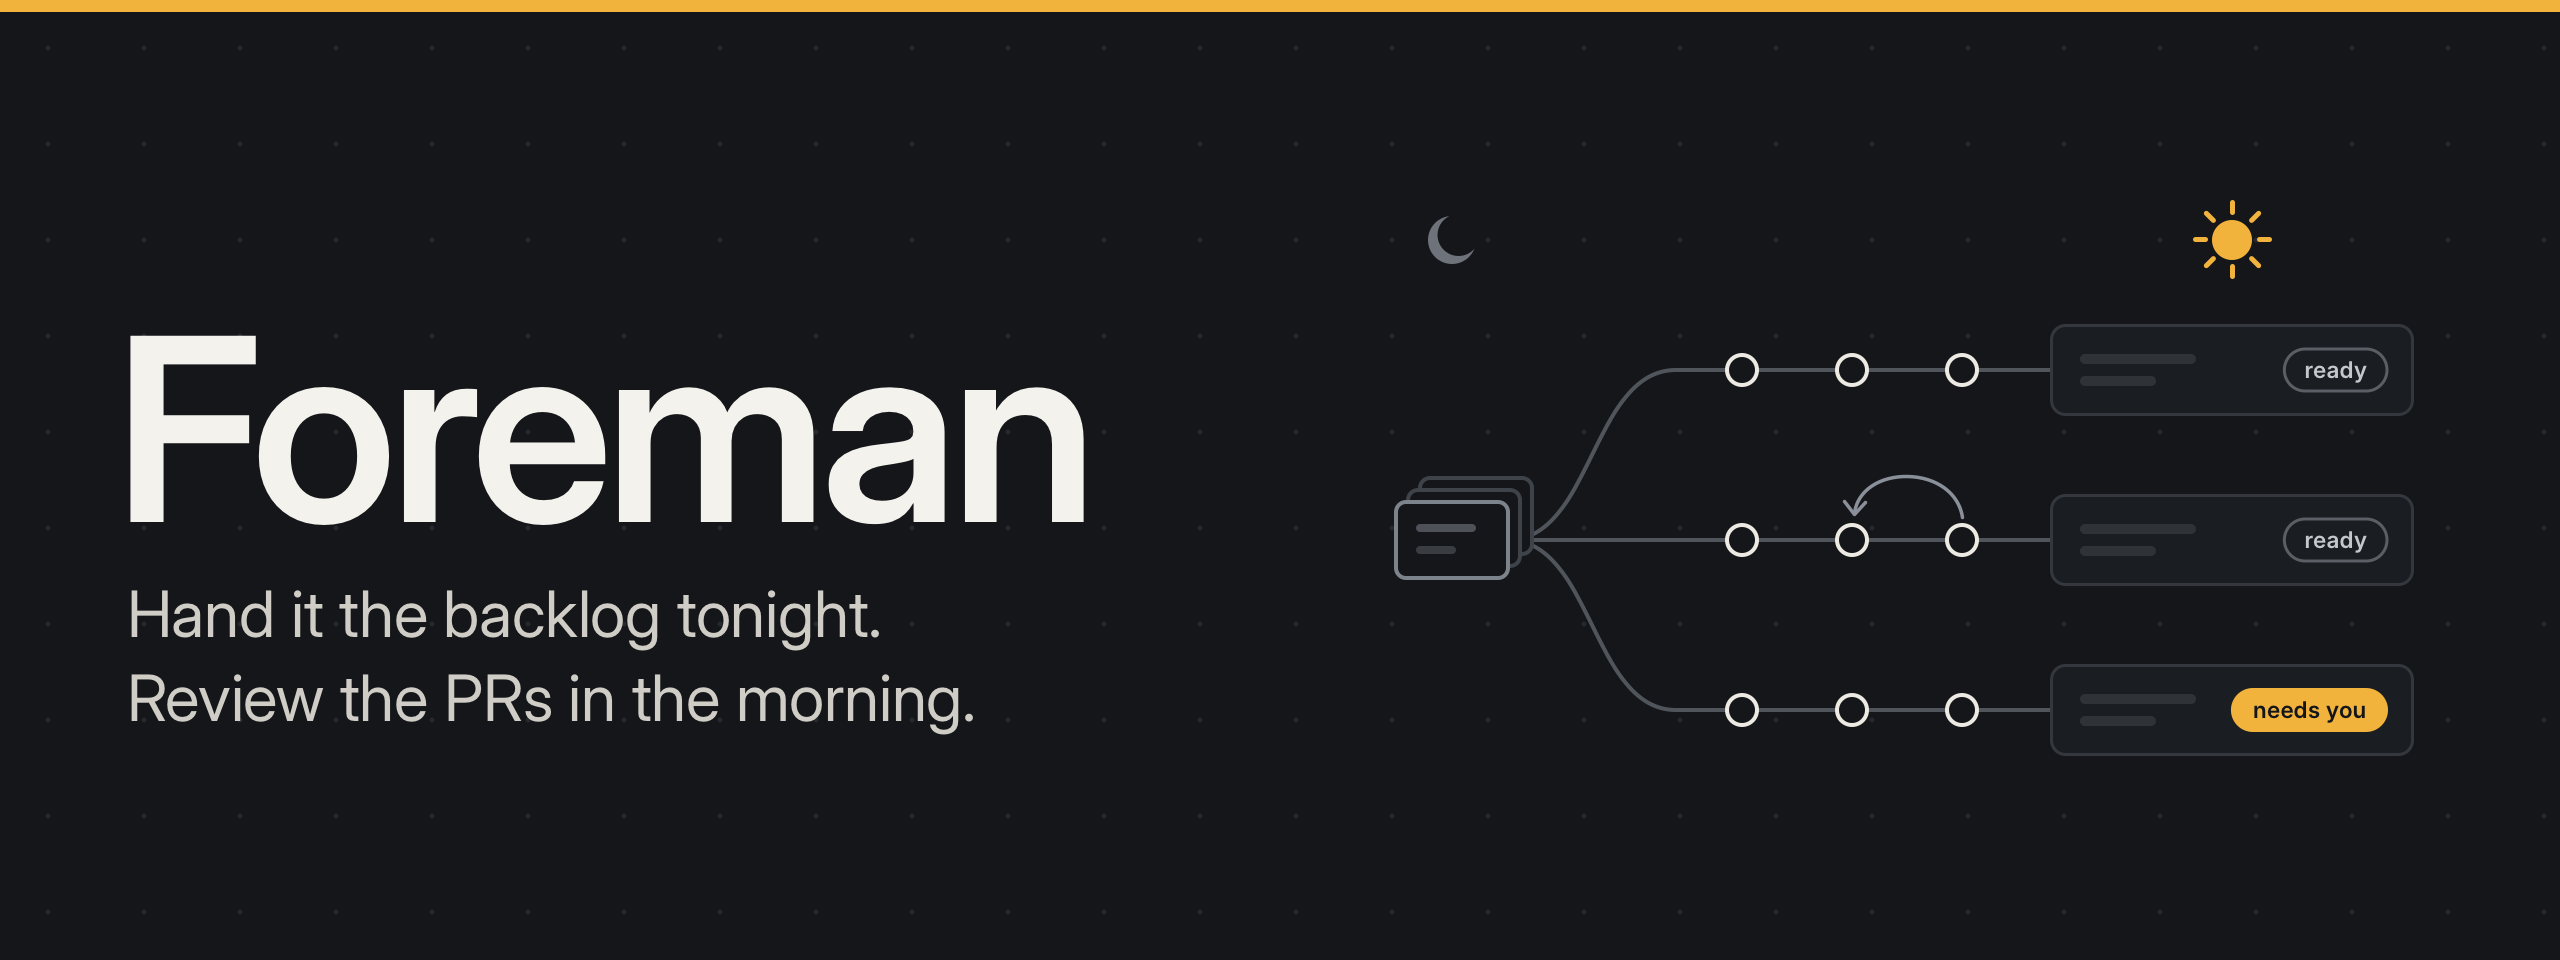 Foreman
Hand it the backlog tonight.
Review the PRs in the morning.
ready
ready
needs you